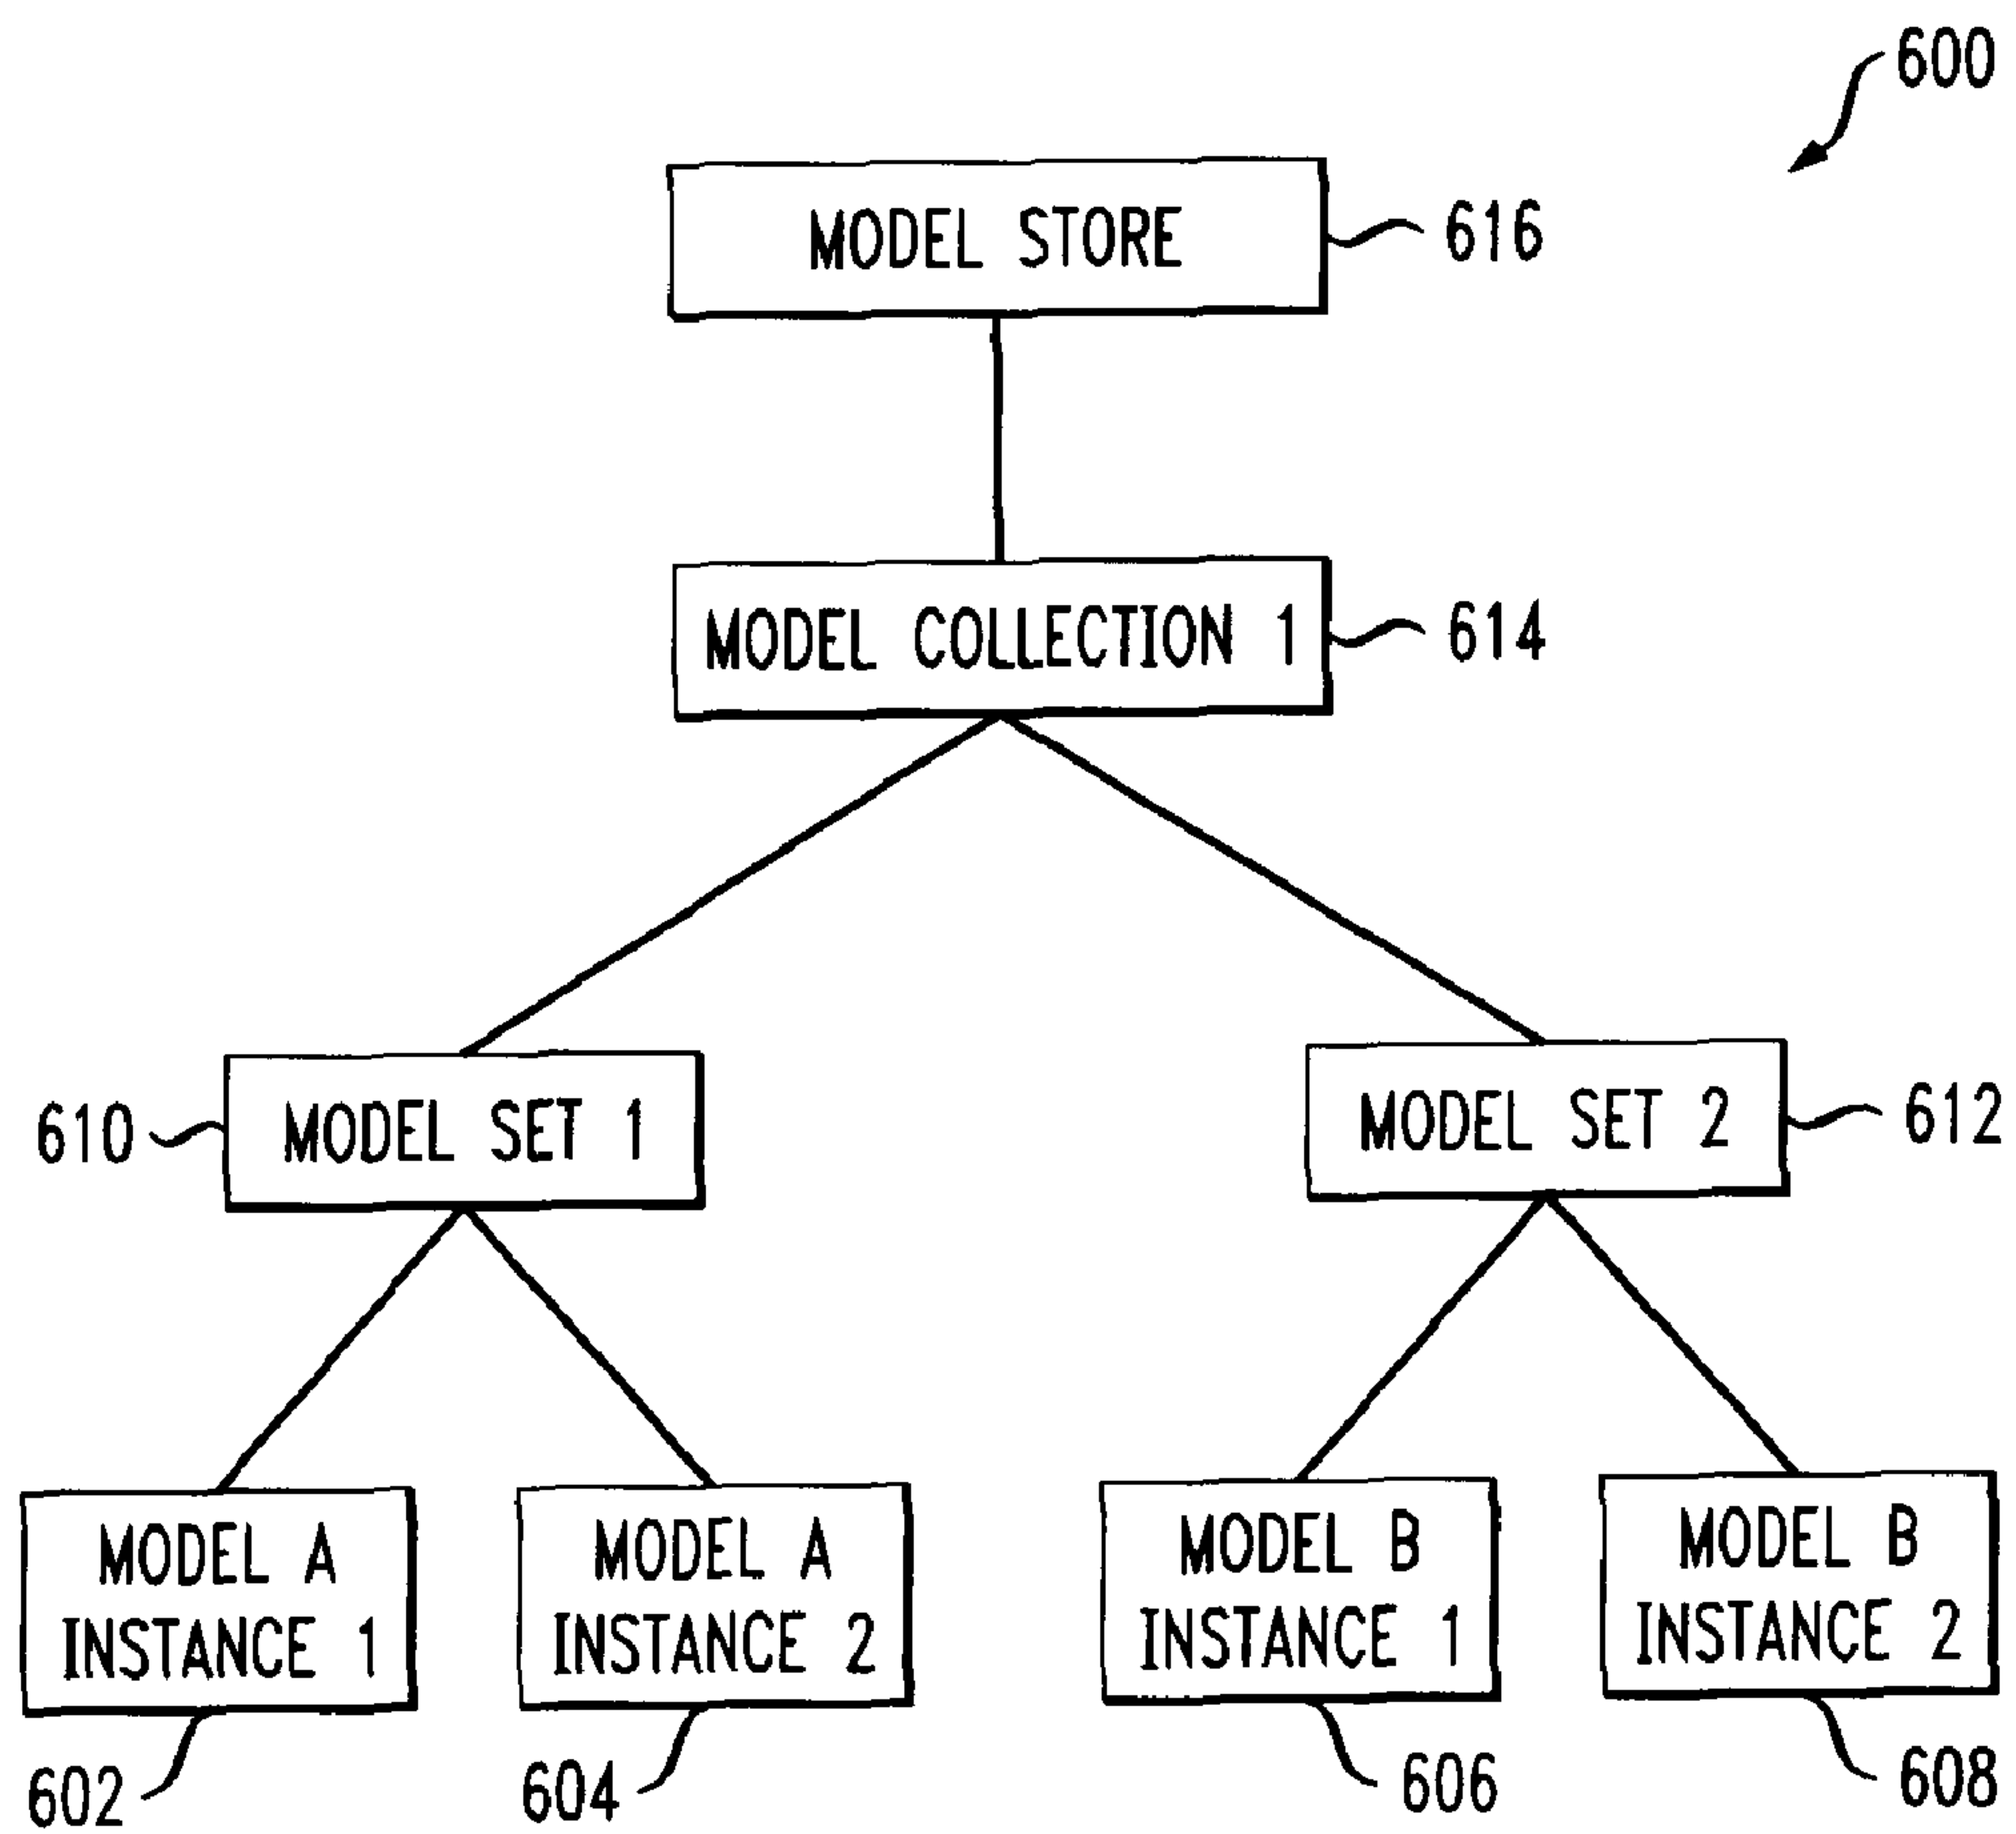 600
MODEL STORE
616
MODEL COLLECTION 1
614
610
MODEL SET 1
MODEL SET 2
612
MODEL A
INSTANCE 1
MODEL A
INSTANCE 2
MODEL B
INSTANCE 1
MODEL B
INSTANCE 2
602
604
606
608